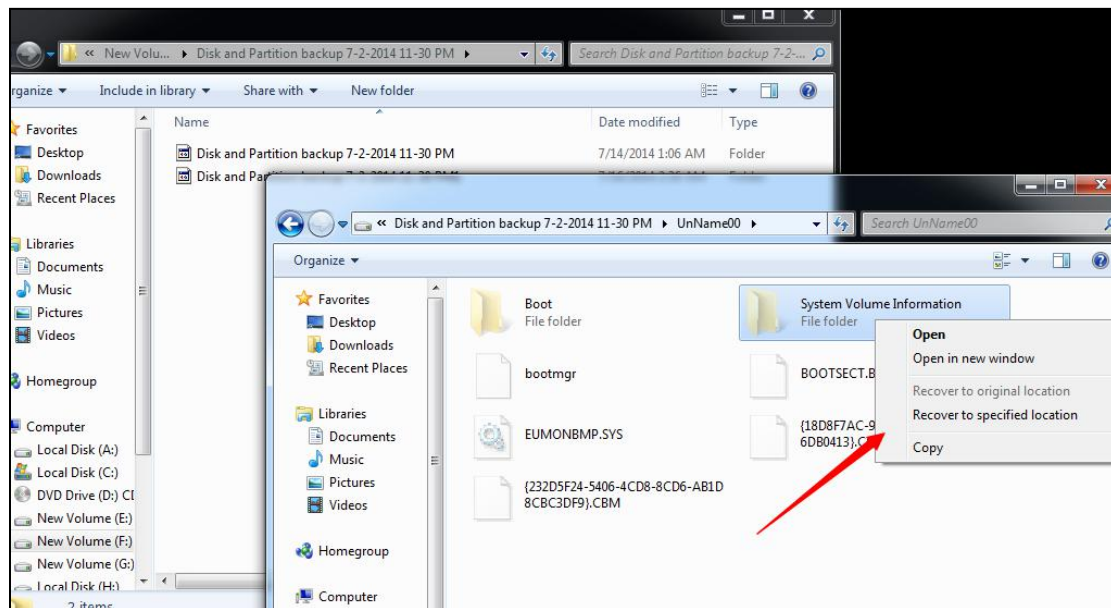 « New Volu... ▸ Disk and Partition backup 7-2-2014 11-30 PM ▸
Search Disk and Partition backup 7-2-...
rganize
Include in library
Share with
New folder
Name
Date modified
Type
Favorites
Desktop
Downloads
Recent Places
Libraries
Documents
Music
Pictures
Videos
Homegroup
Computer
Local Disk (A:)
Local Disk (C:)
DVD Drive (D:) CD
New Volume (E:)
New Volume (F:)
New Volume (G:)
Local Disk (H:)
2 items
Disk and Partition backup 7-2-2014 11-30 PM
7/14/2014 1:06 AM
Folder
Disk and Par
« Disk and Partition backup 7-2-2014 11-30 PM ▸ UnName00 ▸
Search UnName00
Organize
Favorites
Desktop
Downloads
Recent Places
Libraries
Documents
Music
Pictures
Videos
Homegroup
Computer
Boot
File folder
System Volume Information
File folder
bootmgr
BOOTSECT.B
EUMONBMP.SYS
{18D8F7AC-9
6DB0413}.C
{232D5F24-5406-4CD8-8CD6-AB1D
8CBC3DF9}.CBM
Open
Open in new window
Recover to original location
Recover to specified location
Copy